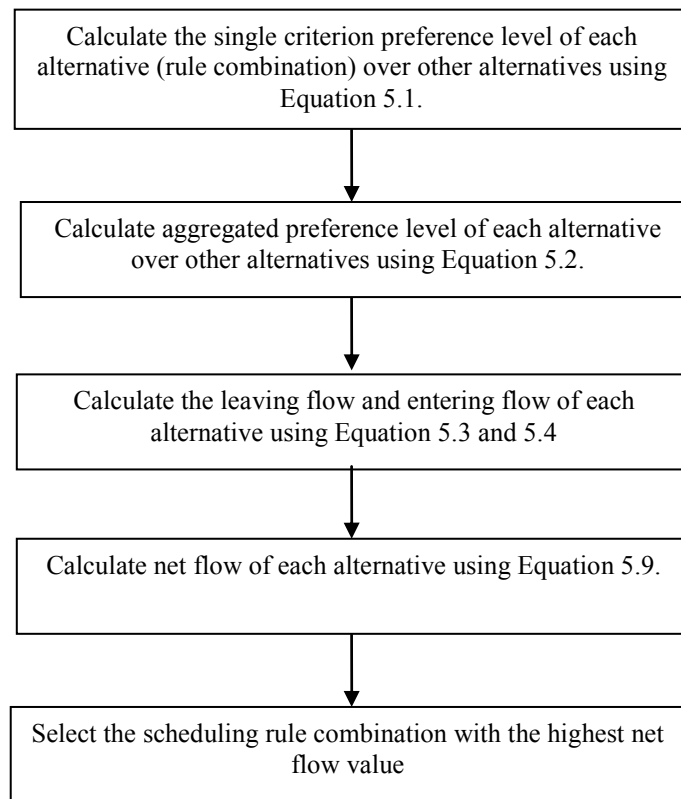 Calculate the single criterion preference level of each
alternative (rule combination) over other alternatives using
Equation 5.1.
Calculate aggregated preference level of each alternative
over other alternatives using Equation 5.2.
Calculate the leaving flow and entering flow of each
alternative using Equation 5.3 and 5.4
Calculate net flow of each alternative using Equation 5.9.
Select the scheduling rule combination with the highest net
flow value